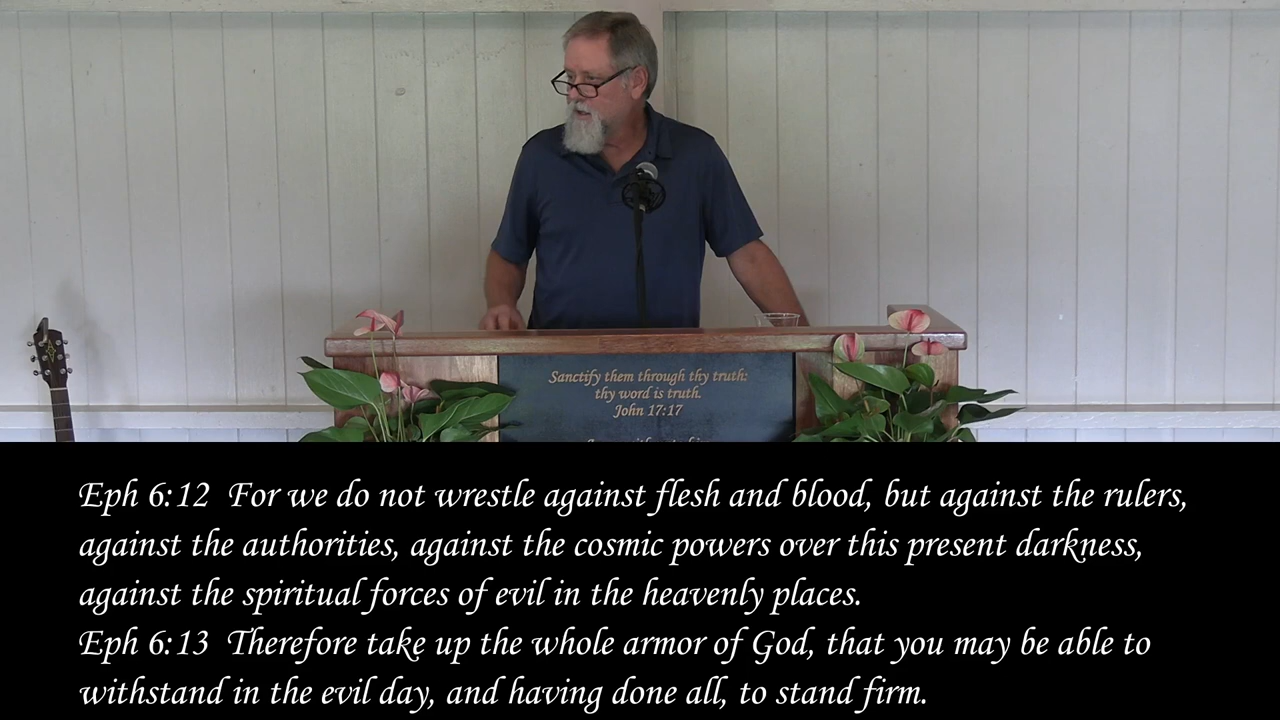 Sanctify them through thy truth:
thy word is truth.
John 17:17
Eph 6:12 For we do not wrestle against flesh and blood, but against the rulers,
against the authorities, against the cosmic powers over this present darkness,
against the spiritual forces of evil in the heavenly places.
Eph 6:13 Therefore take up the whole armor of God, that you may be able to
withstand in the evil day, and having done all, to stand firm.